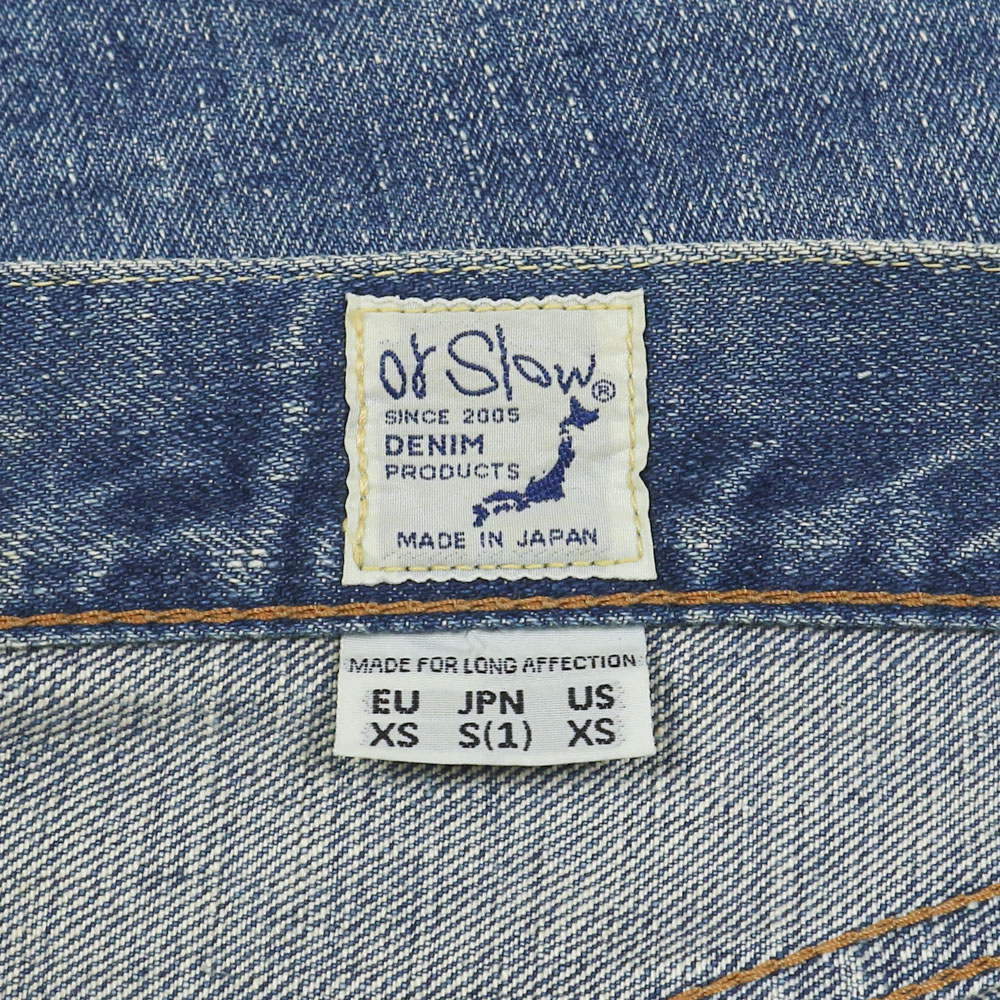 or Slow®
SINCE 2005
DENIM
PRODUCTS
MADE IN JAPAN
MADE FOR LONG AFFECTION
EU JPN US
XS S(1) XS